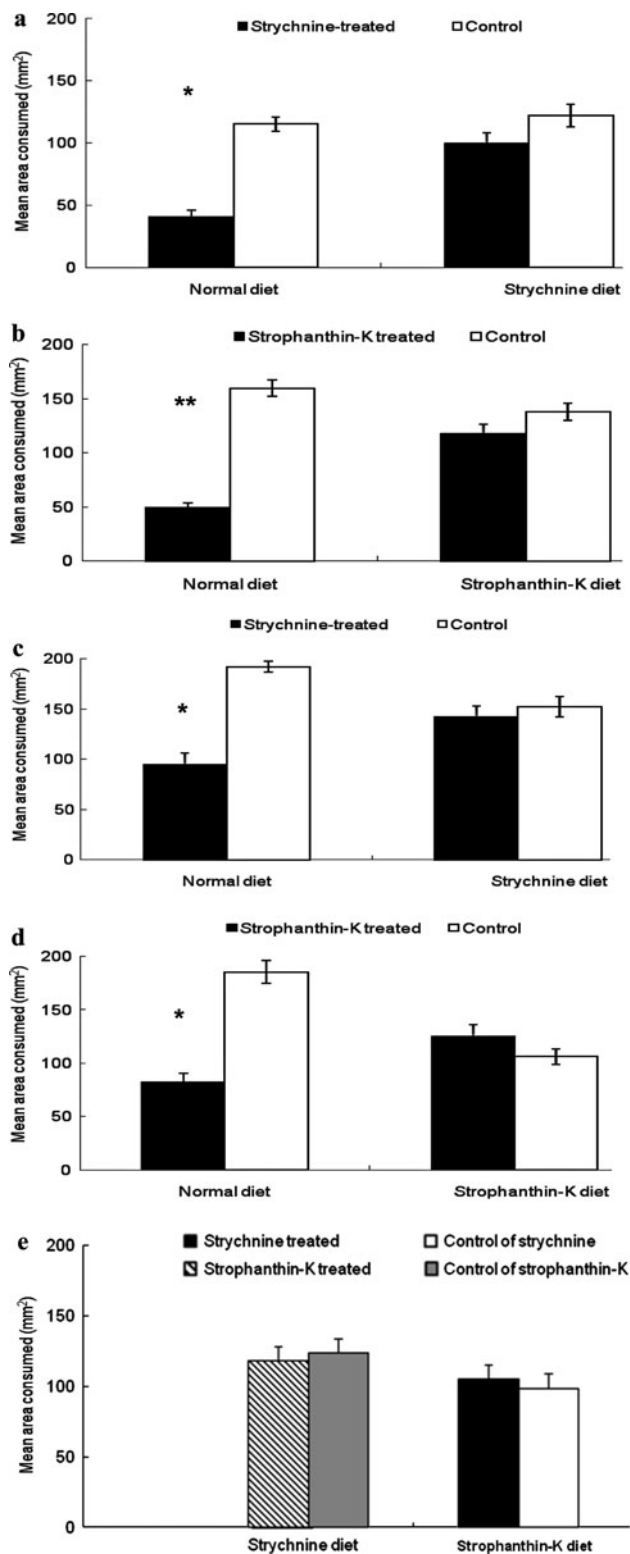 a
Strychnine-treated Control
Mean area consumed (mm2)
200
150
100
50
0
*
Normal diet Strychnine diet
b
Strophanthin-K treated Control
Mean area consumed (mm2)
200
150
100
50
0
**
Normal diet Strophanthin-K diet
c
Strychnine-treated Control
Mean area consumed (mm2)
200
150
100
50
0
*
Normal diet Strychnine diet
d
Strophanthin-K treated Control
Mean area consumed (mm2)
200
150
100
50
0
*
Normal diet Strophanthin-K diet
e
Strychnine treated Control of strychnine
Strophanthin-K treated Control of strophanthin-K
Mean area consumed (mm2)
200
150
100
50
0
Strychnine diet Strophanthin-K diet